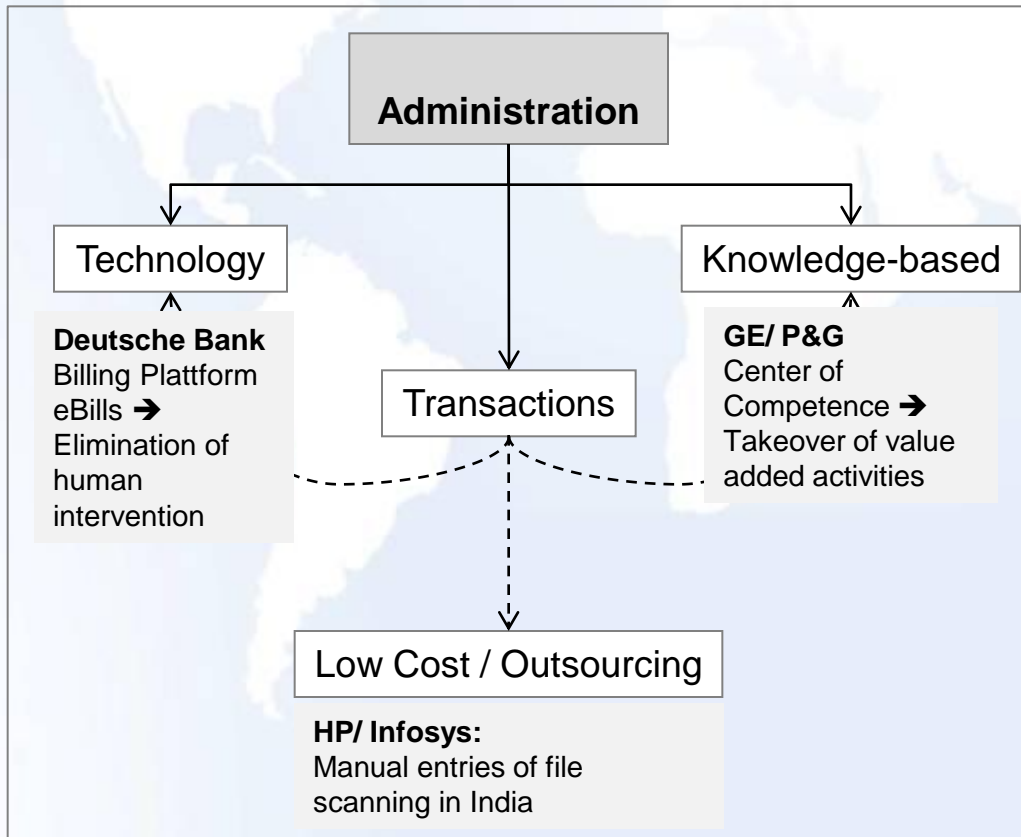 Administration
Technology
Knowledge-based
Deutsche Bank
Billing Plattform
eBills ➔
Elimination of
human
intervention
Transactions
GE/ P&G
Center of
Competence ➔
Takeover of value
added activities
Low Cost / Outsourcing
HP/ Infosys:
Manual entries of file
scanning in India